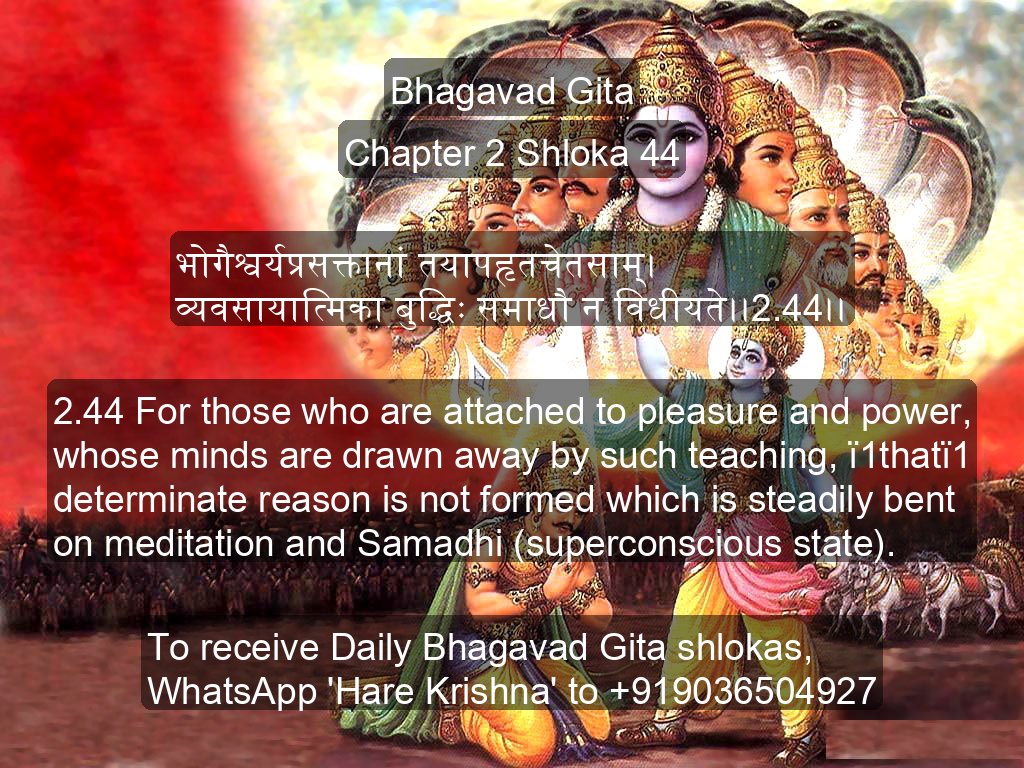 Bhagavad Gita
Chapter 2 Shloka 44
भोगैश्वर्यप्रसक्तानां तयापहृतचेतसाम्।
व्यवसायात्मिका बुद्धिः समाधौ न विधीयते।।2.44।।
2.44 For those who are attached to pleasure and power,
whose minds are drawn away by such teaching, ï1thatï1
determinate reason is not formed which is steadily bent
on meditation and Samadhi (superconscious state).
To receive Daily Bhagavad Gita shlokas,
WhatsApp 'Hare Krishna' to +919036504927